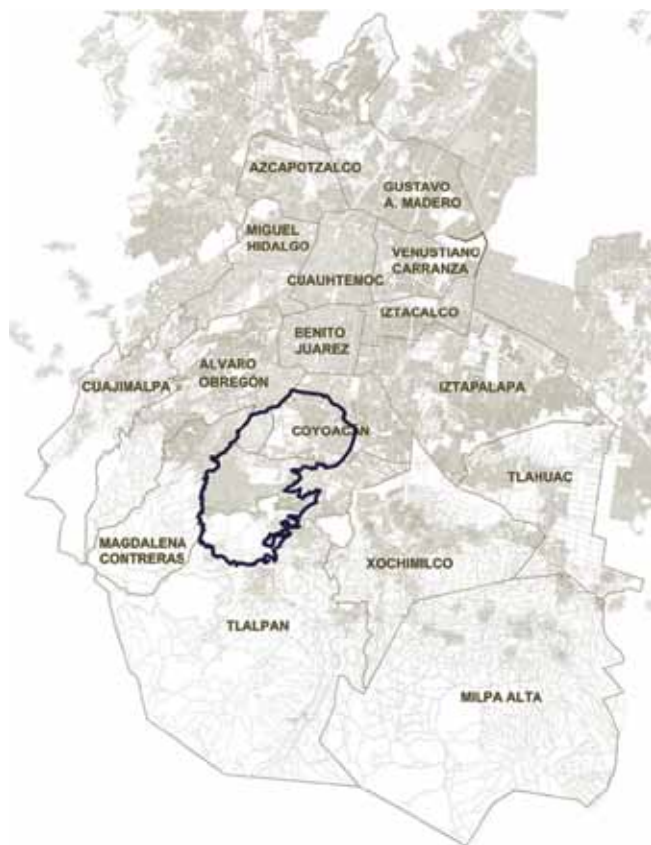 AZCAPOTZALCO
GUSTAVO
A. MADERO
MIGUEL
HIDALGO
VENUSTIANO
CARRANZA
CUAUHTEMOC
IZTACALCO
BENITO
JUAREZ
ALVARO
OBREGÓN
CUAJIMALPA
IZTAPALAPA
COYOACÁN
TLAHUAC
MAGDALENA
CONTRERAS
XOCHIMILCO
TLALPAN
MILPA ALTA